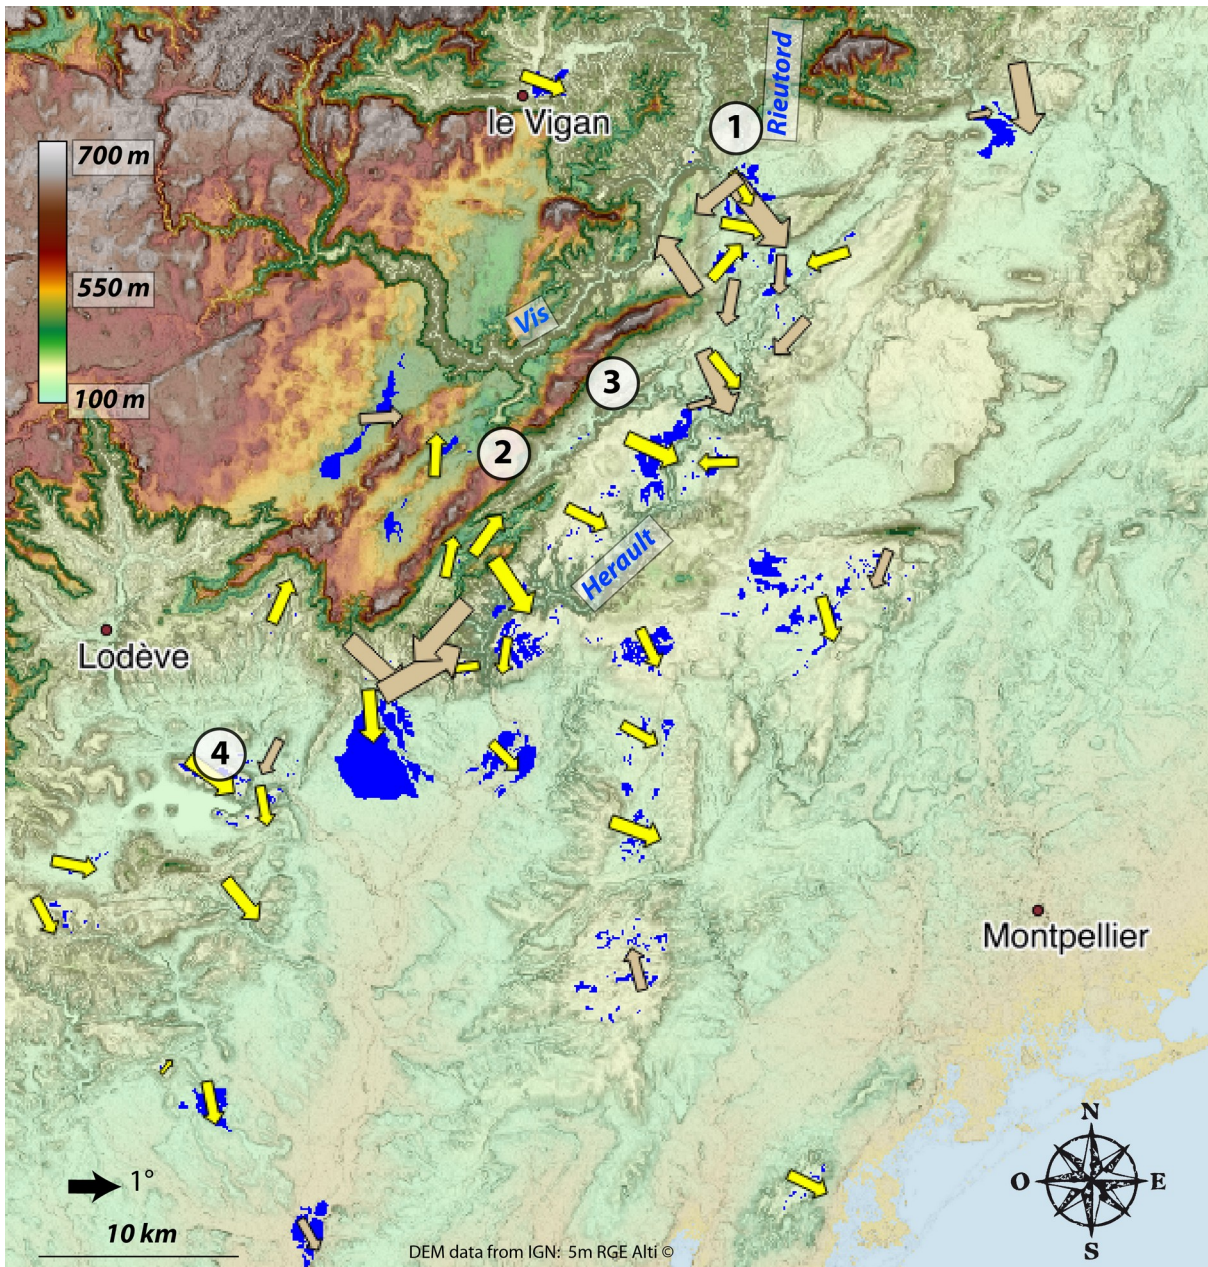 Rieutord
le Vigan
1
700 m
550 m
100 m
Vis
3
2
Herault
Lodève
4
Montpellier
1°
10 km
DEM data from IGN: 5m RGE Alti ©
N
O
E
S